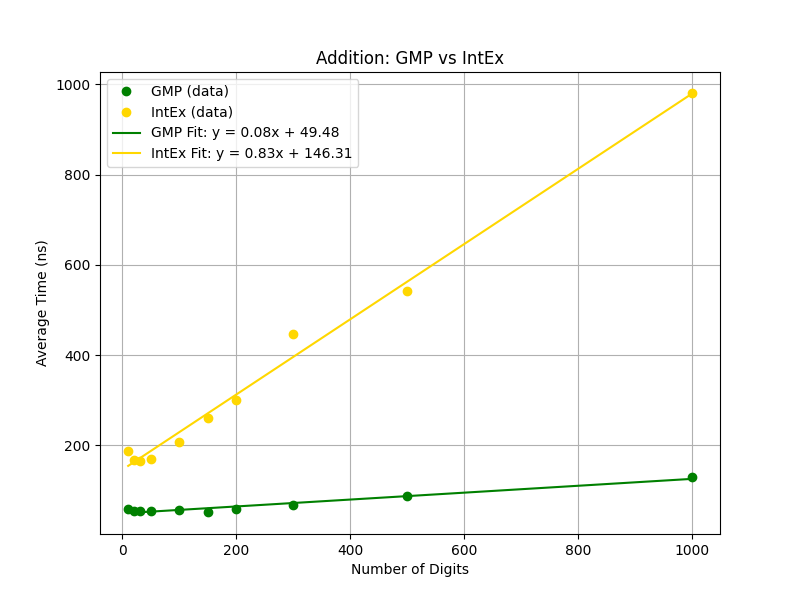 Addition: GMP vs IntEx
GMP (data)
IntEx (data)
GMP Fit: y = 0.08x + 49.48
IntEx Fit: y = 0.83x + 146.31
1000
800
600
400
200
Average Time (ns)
0 200 400 600 800 1000
Number of Digits